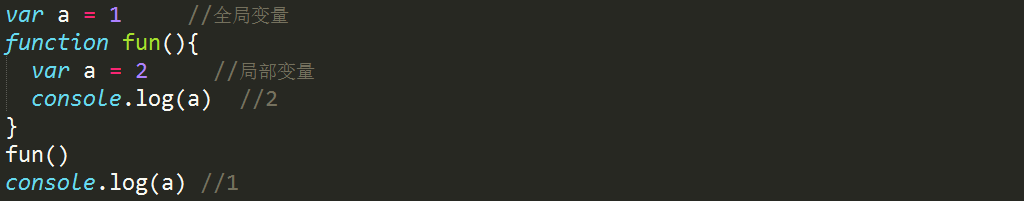 var a = 1     //全局变量
function fun(){
  var a = 2     //局部变量
  console.log(a)  //2
}
fun()
console.log(a) //1